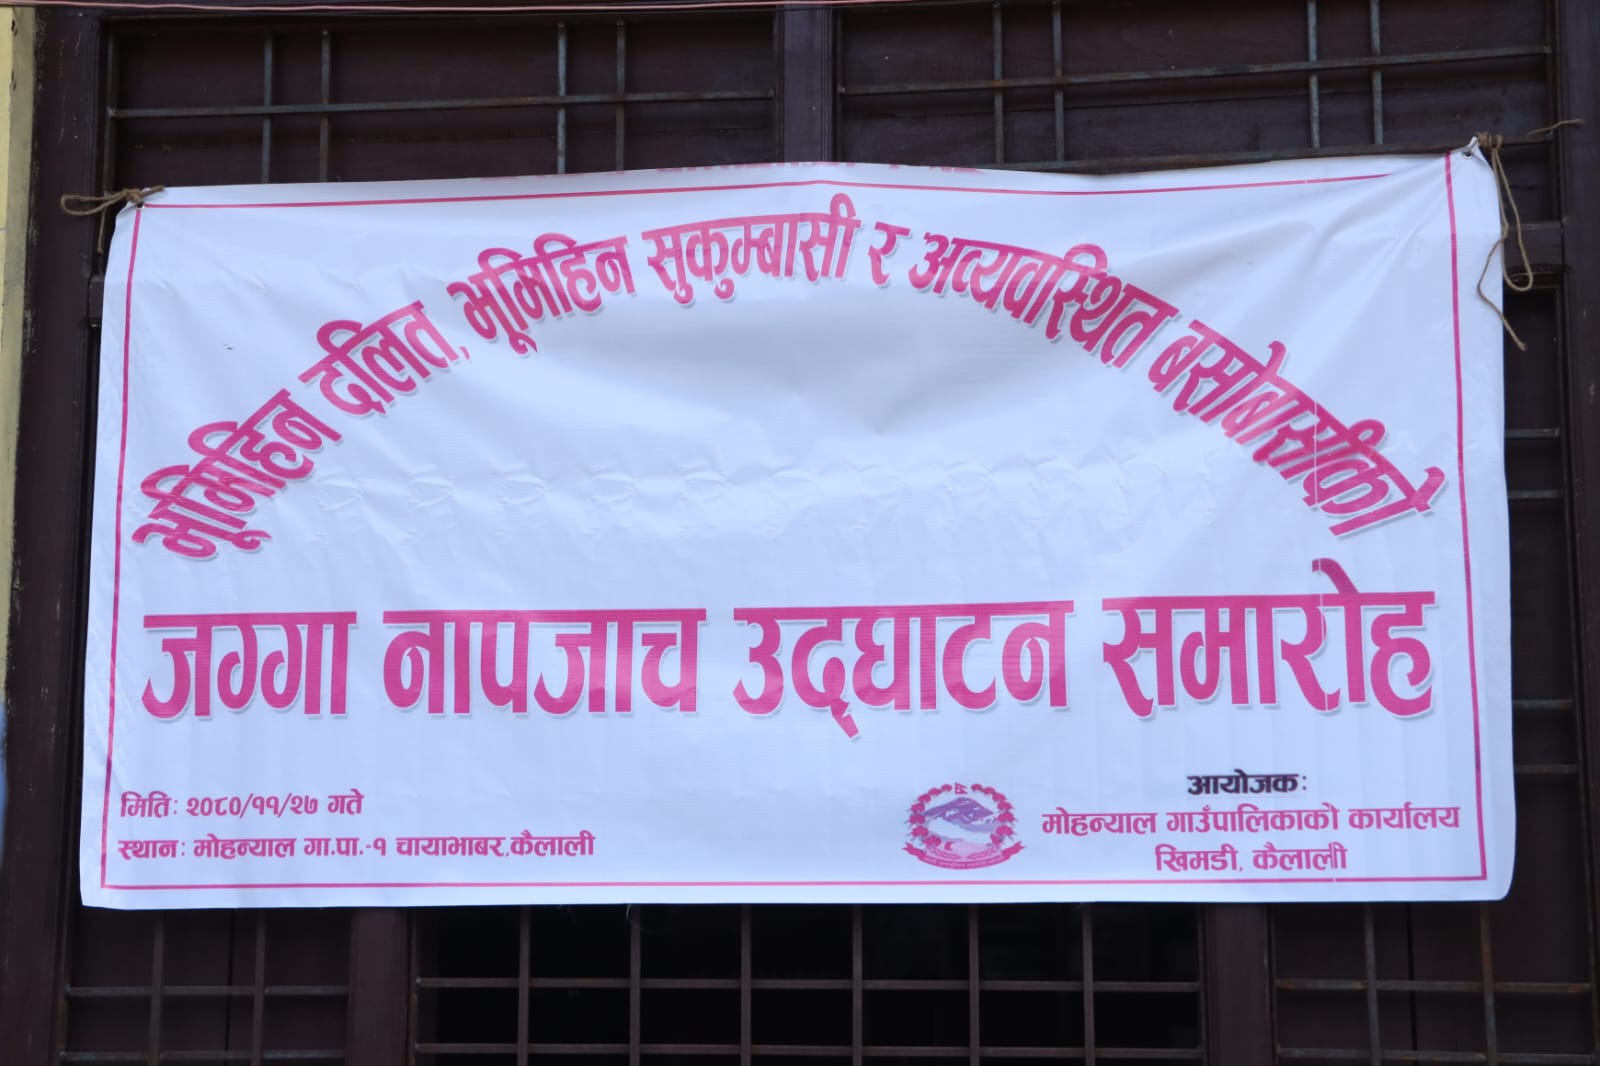 भूमिहिन दलित, भूमिहिन सुकुम्बासी र अव्यवस्थित बसोबासीको
जग्गा नापजाच उद्घाटन समारोह
मिति: २०८०/११/२७ गते
स्थान: मोहन्याल गा.पा.-१ चायाभाबर,कैलाली
आयोजक:
मोहन्याल गाउँपालिकाको कार्यालय
खिमडी, कैलाली